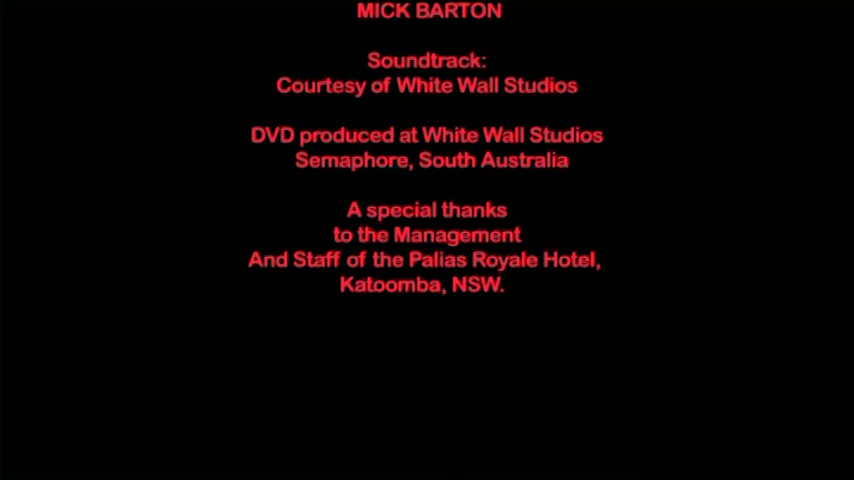 MICK BARTON
Soundtrack:
Courtesy of White Wall Studios
DVD produced at White Wall Studios
Semaphore, South Australia
A special thanks
to the Management
And Staff of the Palias Royale Hotel,
Katoomba, NSW.